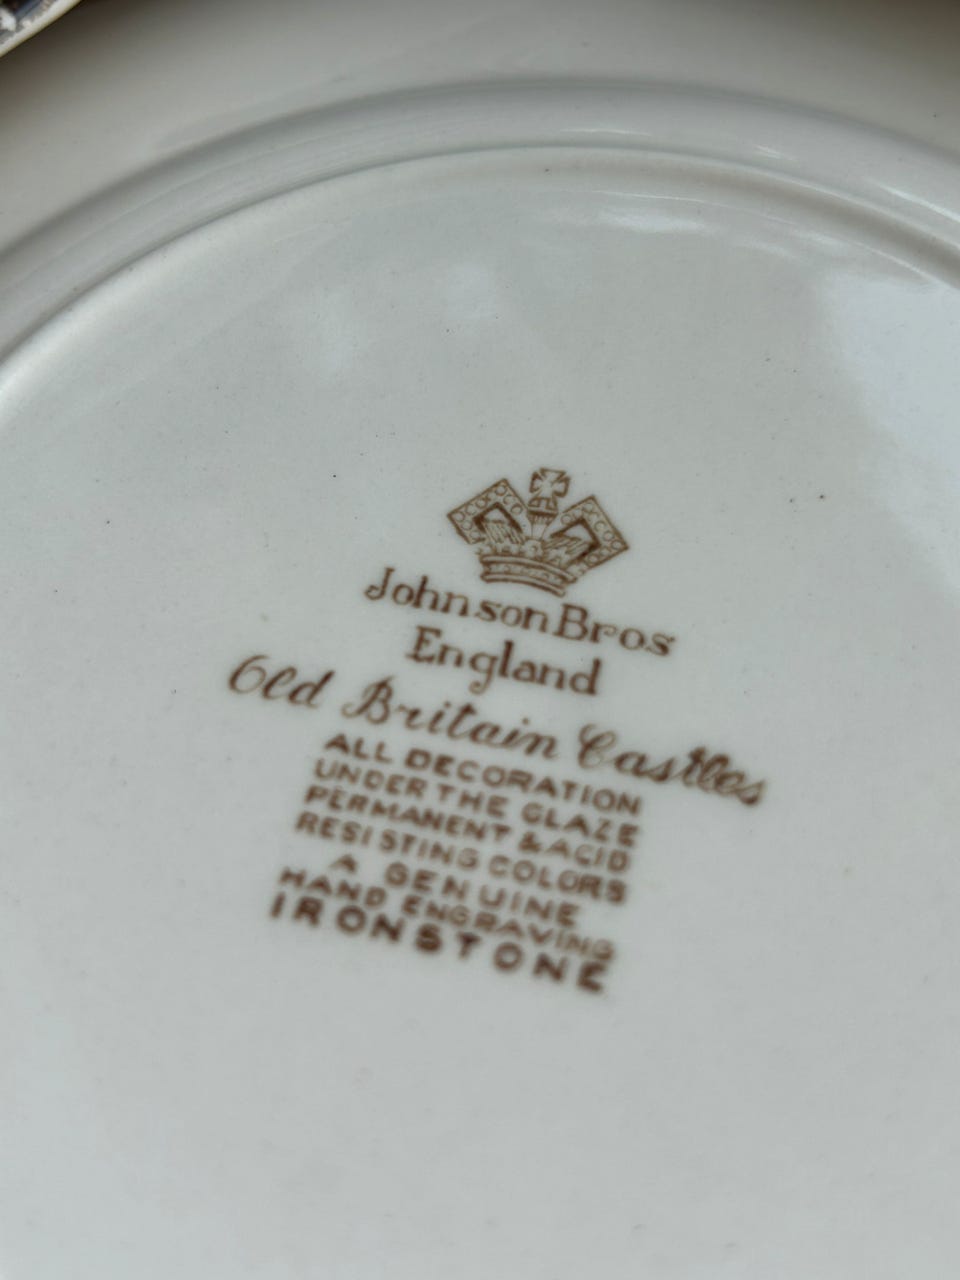 Johnson Bros
England
Old Britain Castles
ALL DECORATION
UNDER THE GLAZE
PERMANENT & ACID
RESISTING COLORS
A GENUINE
HAND ENGRAVING
IRONSTONE